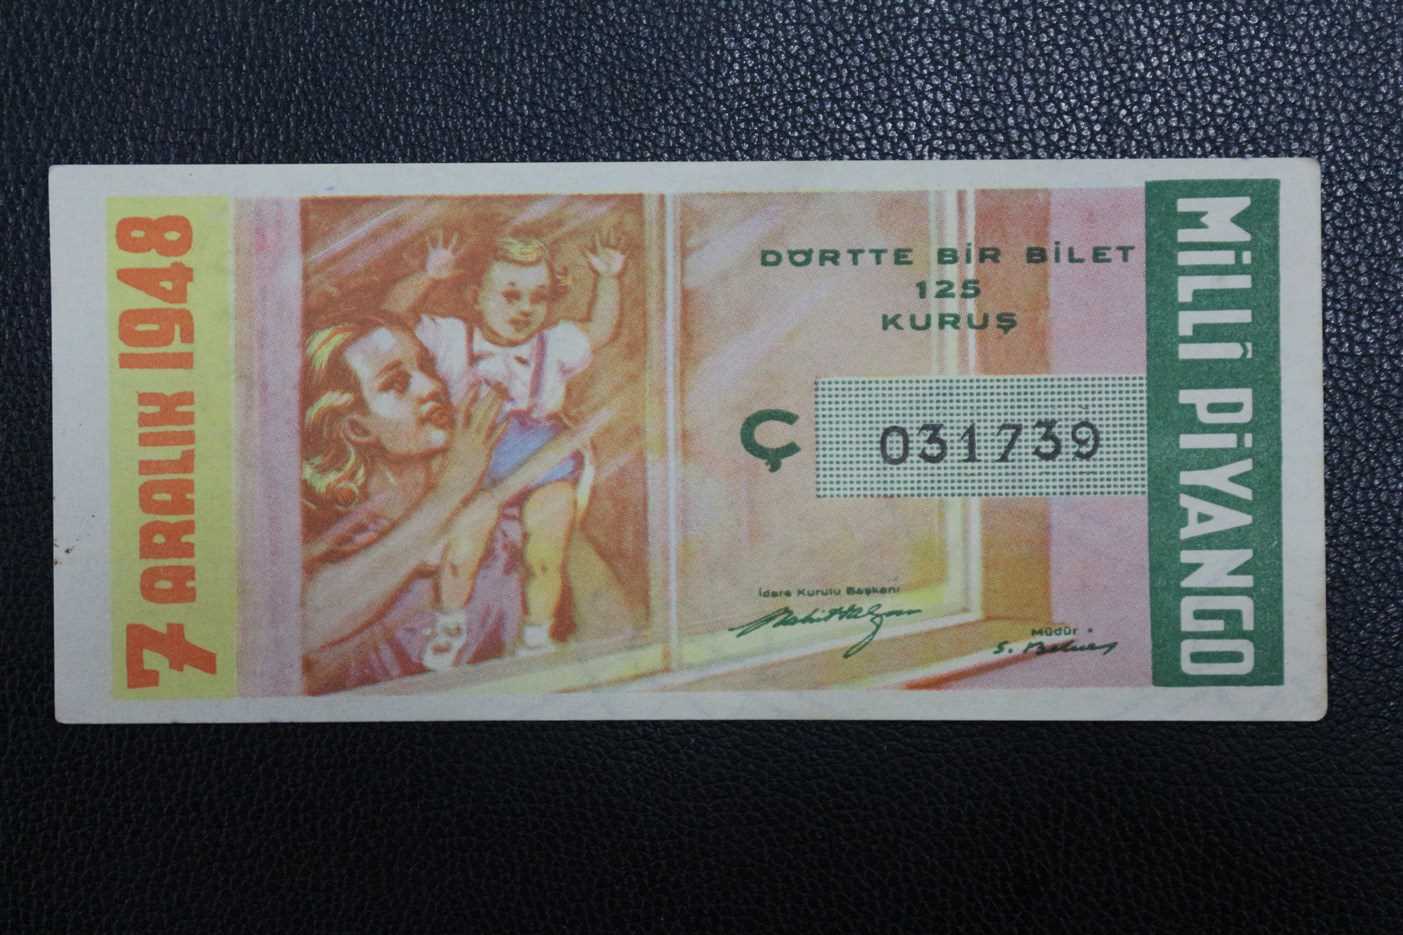 7 ARALIK 1948
DÖRTTE BİR BİLET
125
KURUŞ
Ç
031739
İdare Kurulu Başkanı
Müdür
MİLLİ PİYANGO